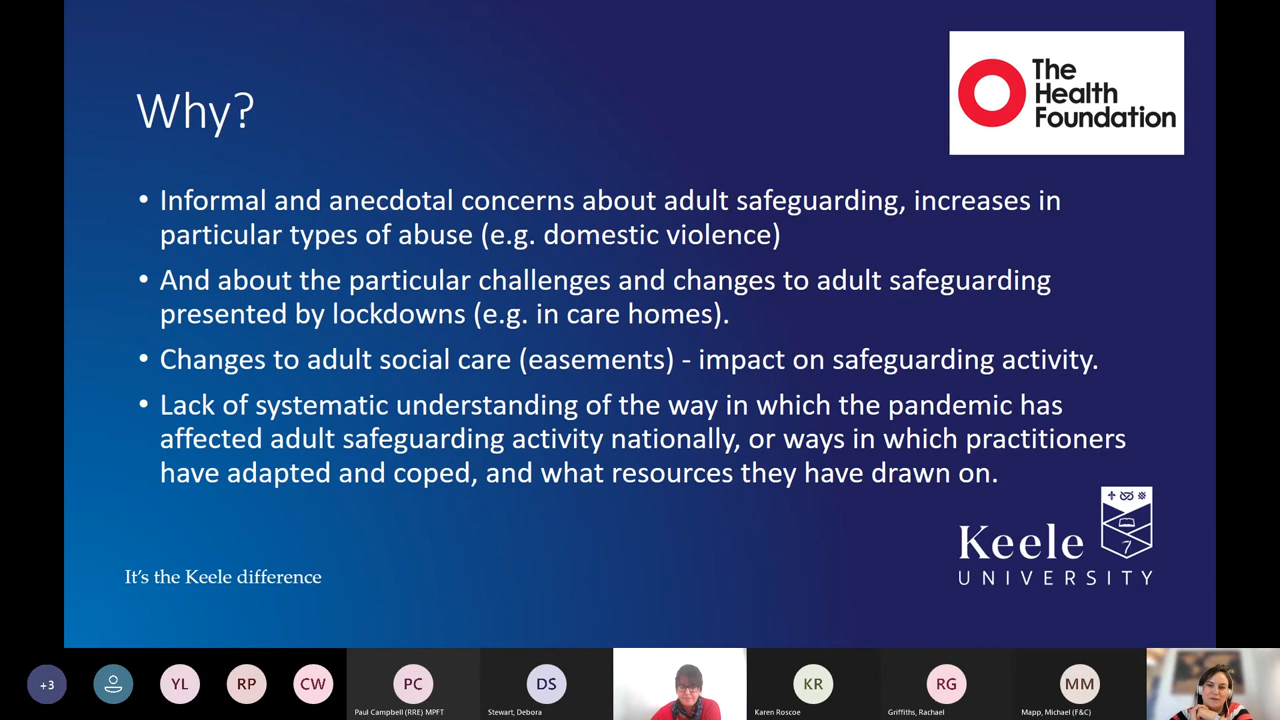 The
Health
Foundation
Why?
• Informal and anecdotal concerns about adult safeguarding, increases in
particular types of abuse (e.g. domestic violence)
• And about the particular challenges and changes to adult safeguarding
presented by lockdowns (e.g. in care homes).
• Changes to adult social care (easements) - impact on safeguarding activity.
• Lack of systematic understanding of the way in which the pandemic has
affected adult safeguarding activity nationally, or ways in which practitioners
have adapted and coped, and what resources they have drawn on.
Keele
UNIVERSITY
It's the Keele difference
+3
YL
RP
CW
PC
Paul Campbell (RRE) MPFT
DS
Stewart, Debora
KR
Karen Roscoe
RG
Griffiths, Rachael
MM
Mapp, Michael (F&C)